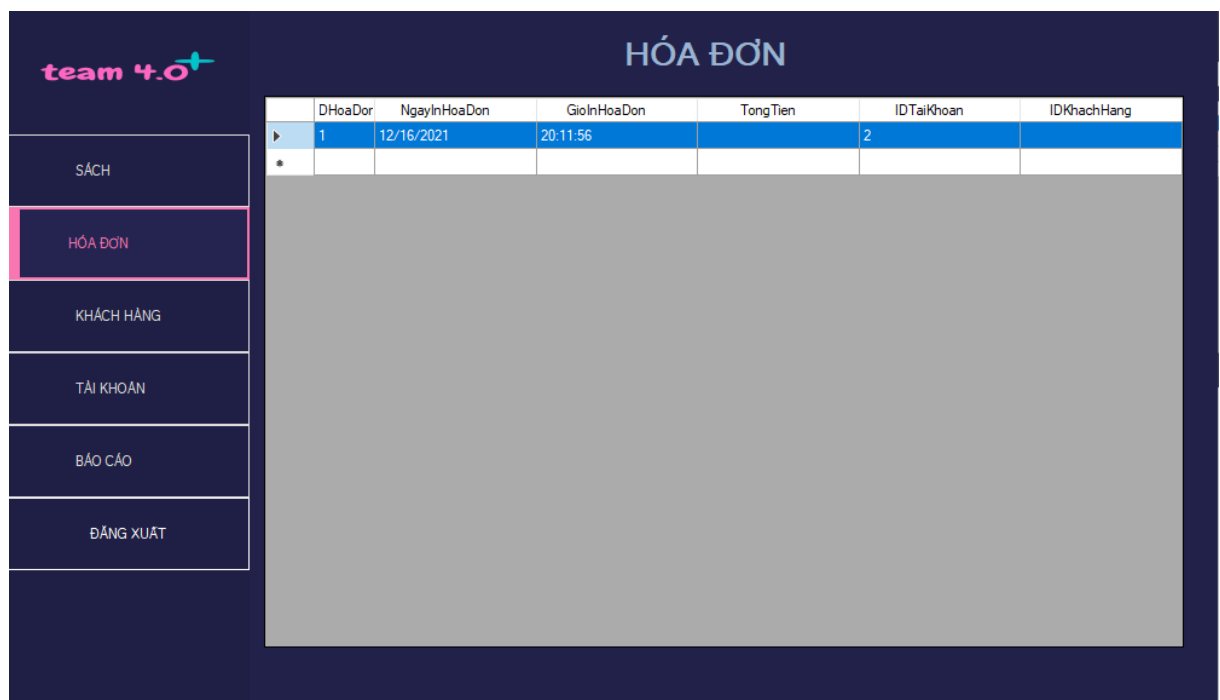 team 4.0+
HÓA ĐƠN
DHoaDor NgayInHoaDon GioInHoaDon TongTien IDTaiKhoan IDKhachHang
1 12/16/2021 20:11:56 2
SÁCH
HÓA ĐƠN
KHÁCH HÀNG
TÀI KHOẢN
BÁO CÁO
ĐĂNG XUẤT